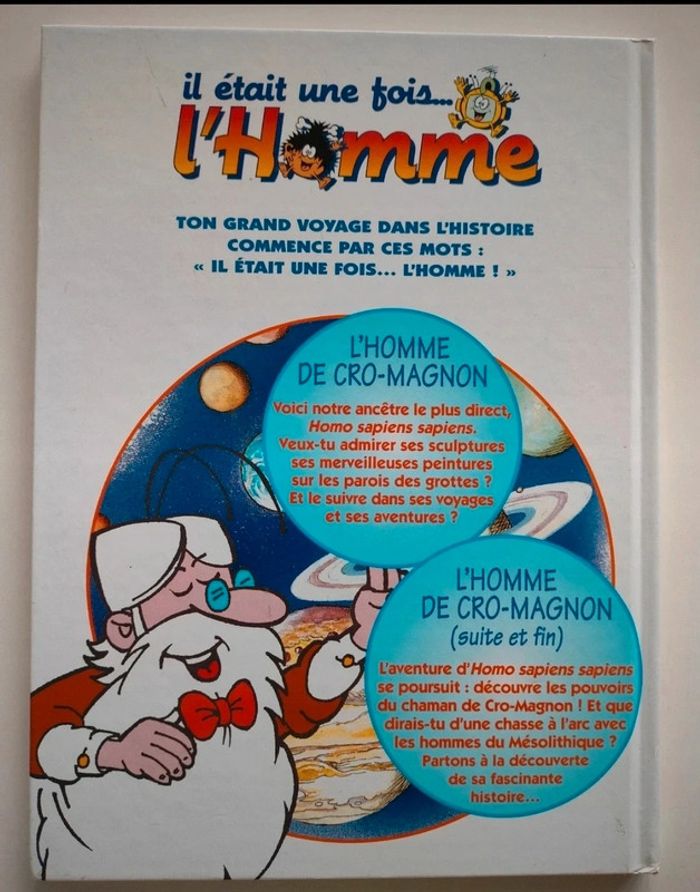 il était une fois...
l'Homme
TON GRAND VOYAGE DANS L'HISTOIRE
COMMENCE PAR CES MOTS :
« IL ÉTAIT UNE FOIS... L'HOMME ! »
L'HOMME
DE CRO-MAGNON
Voici notre ancêtre le plus direct,
Homo sapiens sapiens.
Veux-tu admirer ses sculptures
ses merveilleuses peintures
sur les parois des grottes ?
Et le suivre dans ses voyages
et ses aventures ?
L'HOMME
DE CRO-MAGNON
(suite et fin)
L'aventure d'Homo sapiens sapiens
se poursuit : découvre les pouvoirs
du chaman de Cro-Magnon ! Et que
dirais-tu d'une chasse à l'arc avec
les hommes du Mésolithique ?
Partons à la découverte
de sa fascinante
histoire...